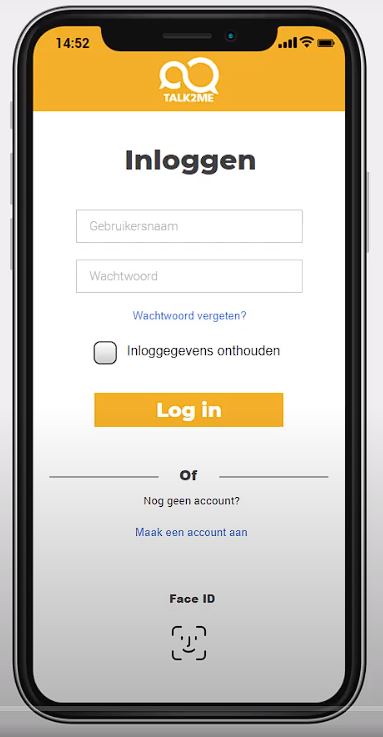 14:52
TALK2ME
Inloggen
Gebruikersnaam
Wachtwoord
Wachtwoord vergeten?
Inloggegevens onthouden
Log in
Of
Nog geen account?
Maak een account aan
Face ID